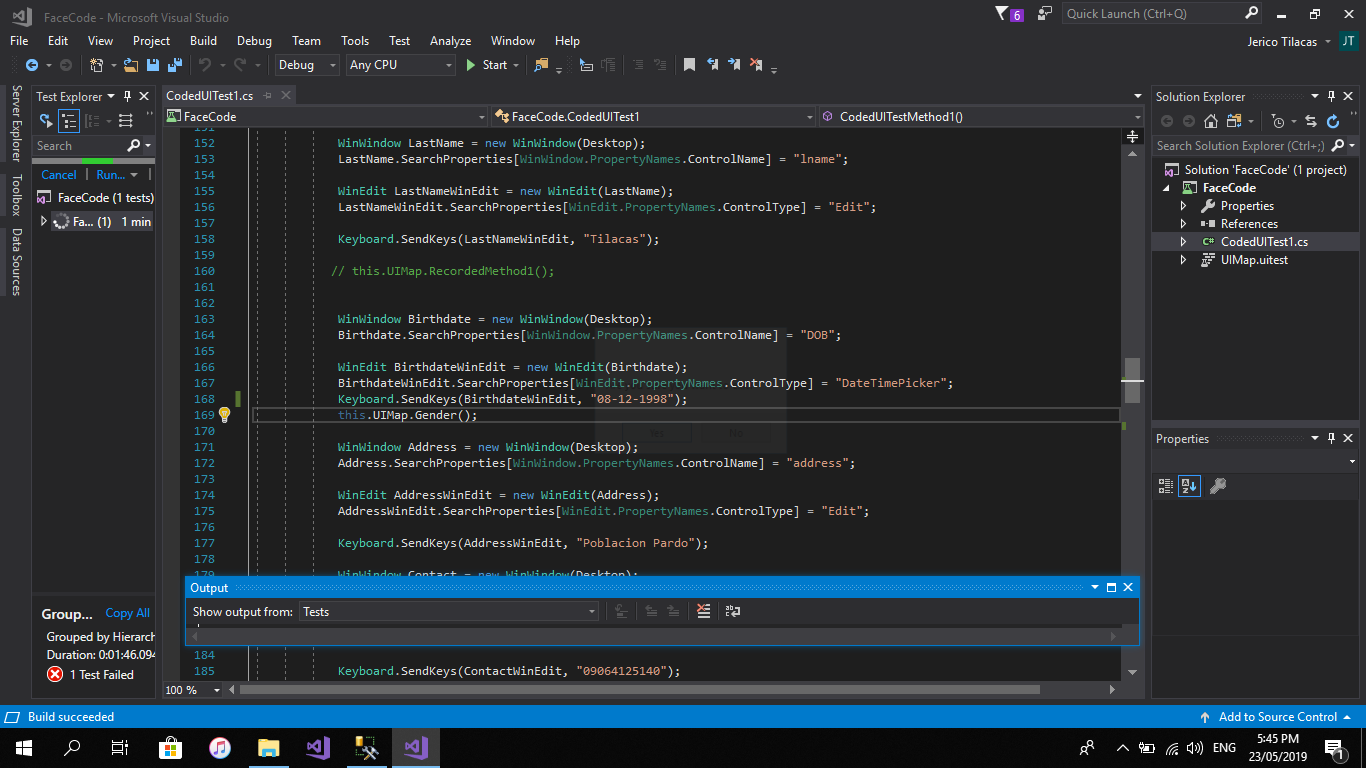 FaceCode - Microsoft Visual Studio
6
Quick Launch (Ctrl+Q)
File Edit View Project Build Debug Team Tools Test Analyze Window Help
Jerico Tilacas JT
Debug Any CPU Start
Server Explorer
Toolbox
Data Sources
Test Explorer
Search
Cancel | Run... |
FaceCode (1 tests)
Fa... (1) 1 min
Group... Copy All
Grouped by Hierarch
Duration: 0:01:46.094
1 Test Failed
CodedUITest1.cs
FaceCode FaceCode.CodedUITest1 CodedUITestMethod1()
151
152 WinWindow LastName = new WinWindow(Desktop);
153 LastName.SearchProperties[WinWindow.PropertyNames.ControlName] = "lname";
154
155 WinEdit LastNameWinEdit = new WinEdit(LastName);
156 LastNameWinEdit.SearchProperties[WinEdit.PropertyNames.ControlType] = "Edit";
157
158 Keyboard.SendKeys(LastNameWinEdit, "Tilacas");
159
160 // this.UIMap.RecordedMethod1();
161
162
163 WinWindow Birthdate = new WinWindow(Desktop);
164 Birthdate.SearchProperties[WinWindow.PropertyNames.ControlName] = "DOB";
165
166 WinEdit BirthdateWinEdit = new WinEdit(Birthdate);
167 BirthdateWinEdit.SearchProperties[WinEdit.PropertyNames.ControlType] = "DateTimePicker";
168 Keyboard.SendKeys(BirthdateWinEdit, "08-12-1998");
169 this.UIMap.Gender();
170
Yes No
171 WinWindow Address = new WinWindow(Desktop);
172 Address.SearchProperties[WinWindow.PropertyNames.ControlName] = "address";
173
174 WinEdit AddressWinEdit = new WinEdit(Address);
175 AddressWinEdit.SearchProperties[WinEdit.PropertyNames.ControlType] = "Edit";
176
177 Keyboard.SendKeys(AddressWinEdit, "Poblacion Pardo");
178
179 WinWindow Contact = new WinWindow(Desktop);
Output
Show output from: Tests
184
185 Keyboard.SendKeys(ContactWinEdit, "09064125140");
100 %
Solution Explorer
Search Solution Explorer (Ctrl+;)
Solution 'FaceCode' (1 project)
FaceCode
Properties
References
C# CodedUITest1.cs
UIMap.uitest
Properties
Build succeeded
Add to Source Control
ENG
5:45 PM
23/05/2019
1